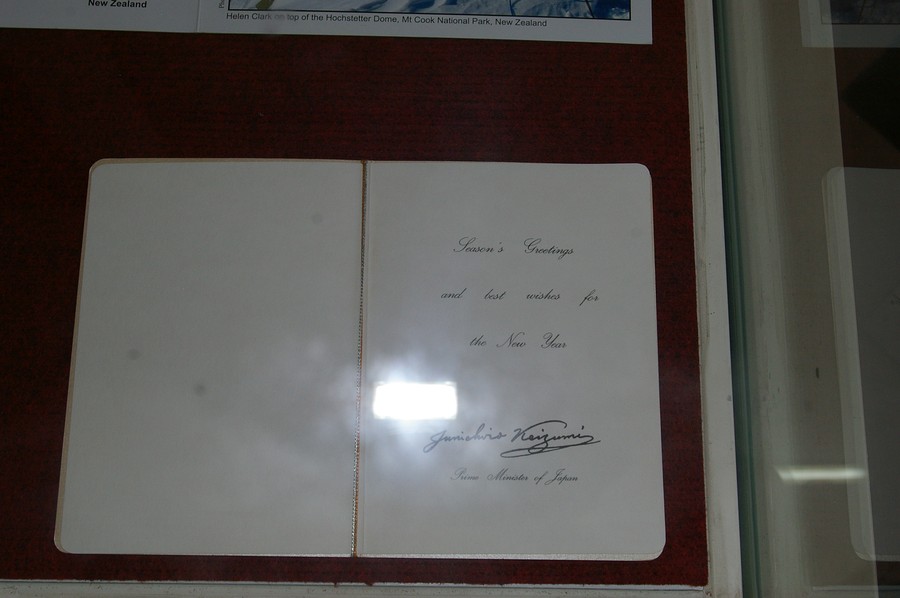 New Zealand
Helen Clark on top of the Hochstetter Dome, Mt Cook National Park, New Zealand
Season's Greetings
and best wishes for
the New Year
Junichiro Koizumi
Prime Minister of Japan